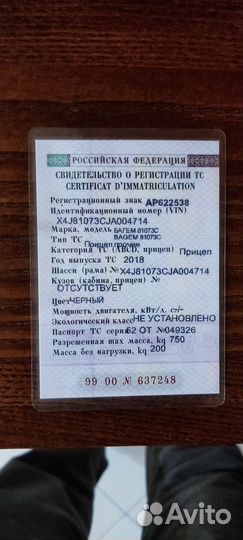 РОССИЙСКАЯ ФЕДЕРАЦИЯ
СВИДЕТЕЛЬСТВО О РЕГИСТРАЦИИ ТС
CERTIFICAT D'IMMATRICULATION
Регистрационный знак АР622538
Идентификационный номер (VIN)
X4J81073CJA004714
Марка, модель БАГЕМ 81073С
BAGEM 81073C
Тип ТС Прицеп прочие
Категория ТС (ABCD, прицеп) Прицеп
Год выпуска ТС 2018
Шасси (рама) № X4J81073CJA004714
Кузов (кабина, прицеп) №
ОТСУТСТВУЕТ
Цвет ЧЕРНЫЙ
Мощность двигателя, кВт/л. с. -/-
Экологический класс НЕ УСТАНОВЛЕНО
Паспорт ТС серия 62 ОТ № 049326
Разрешенная max масса, kg 750
Масса без нагрузки, kg 200
99 00 № 637248
Avito